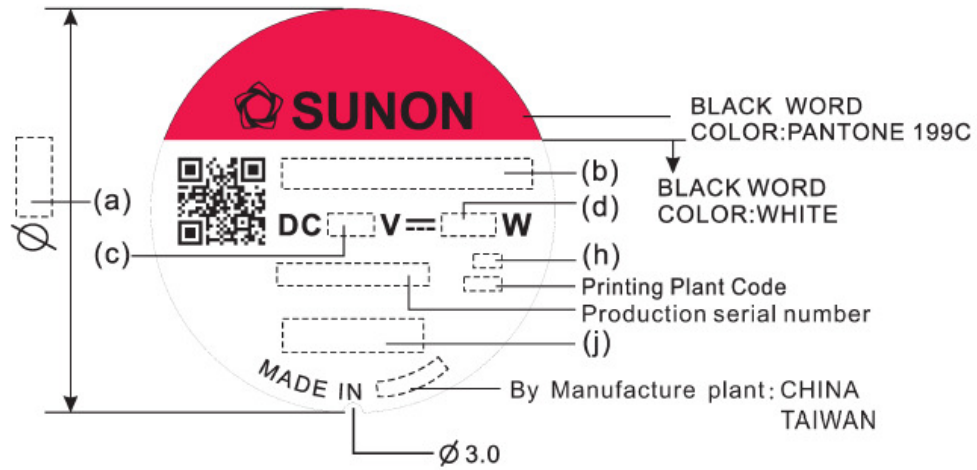 SUNON
BLACK WORD
COLOR:PANTONE 199C
BLACK WORD
COLOR:WHITE
(a)
Ø
(b)
(d)
DC V W
(c)
(h)
Printing Plant Code
Production serial number
(j)
MADE IN
By Manufacture plant: CHINA
TAIWAN
Ø 3.0